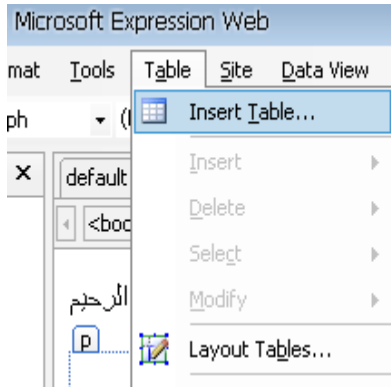 Microsoft Expression Web
mat Tools Table Site Data View
ph
Insert Table...
Insert
default
Delete
<boc
Select
Modify
الرحيم
p
Layout Tables...